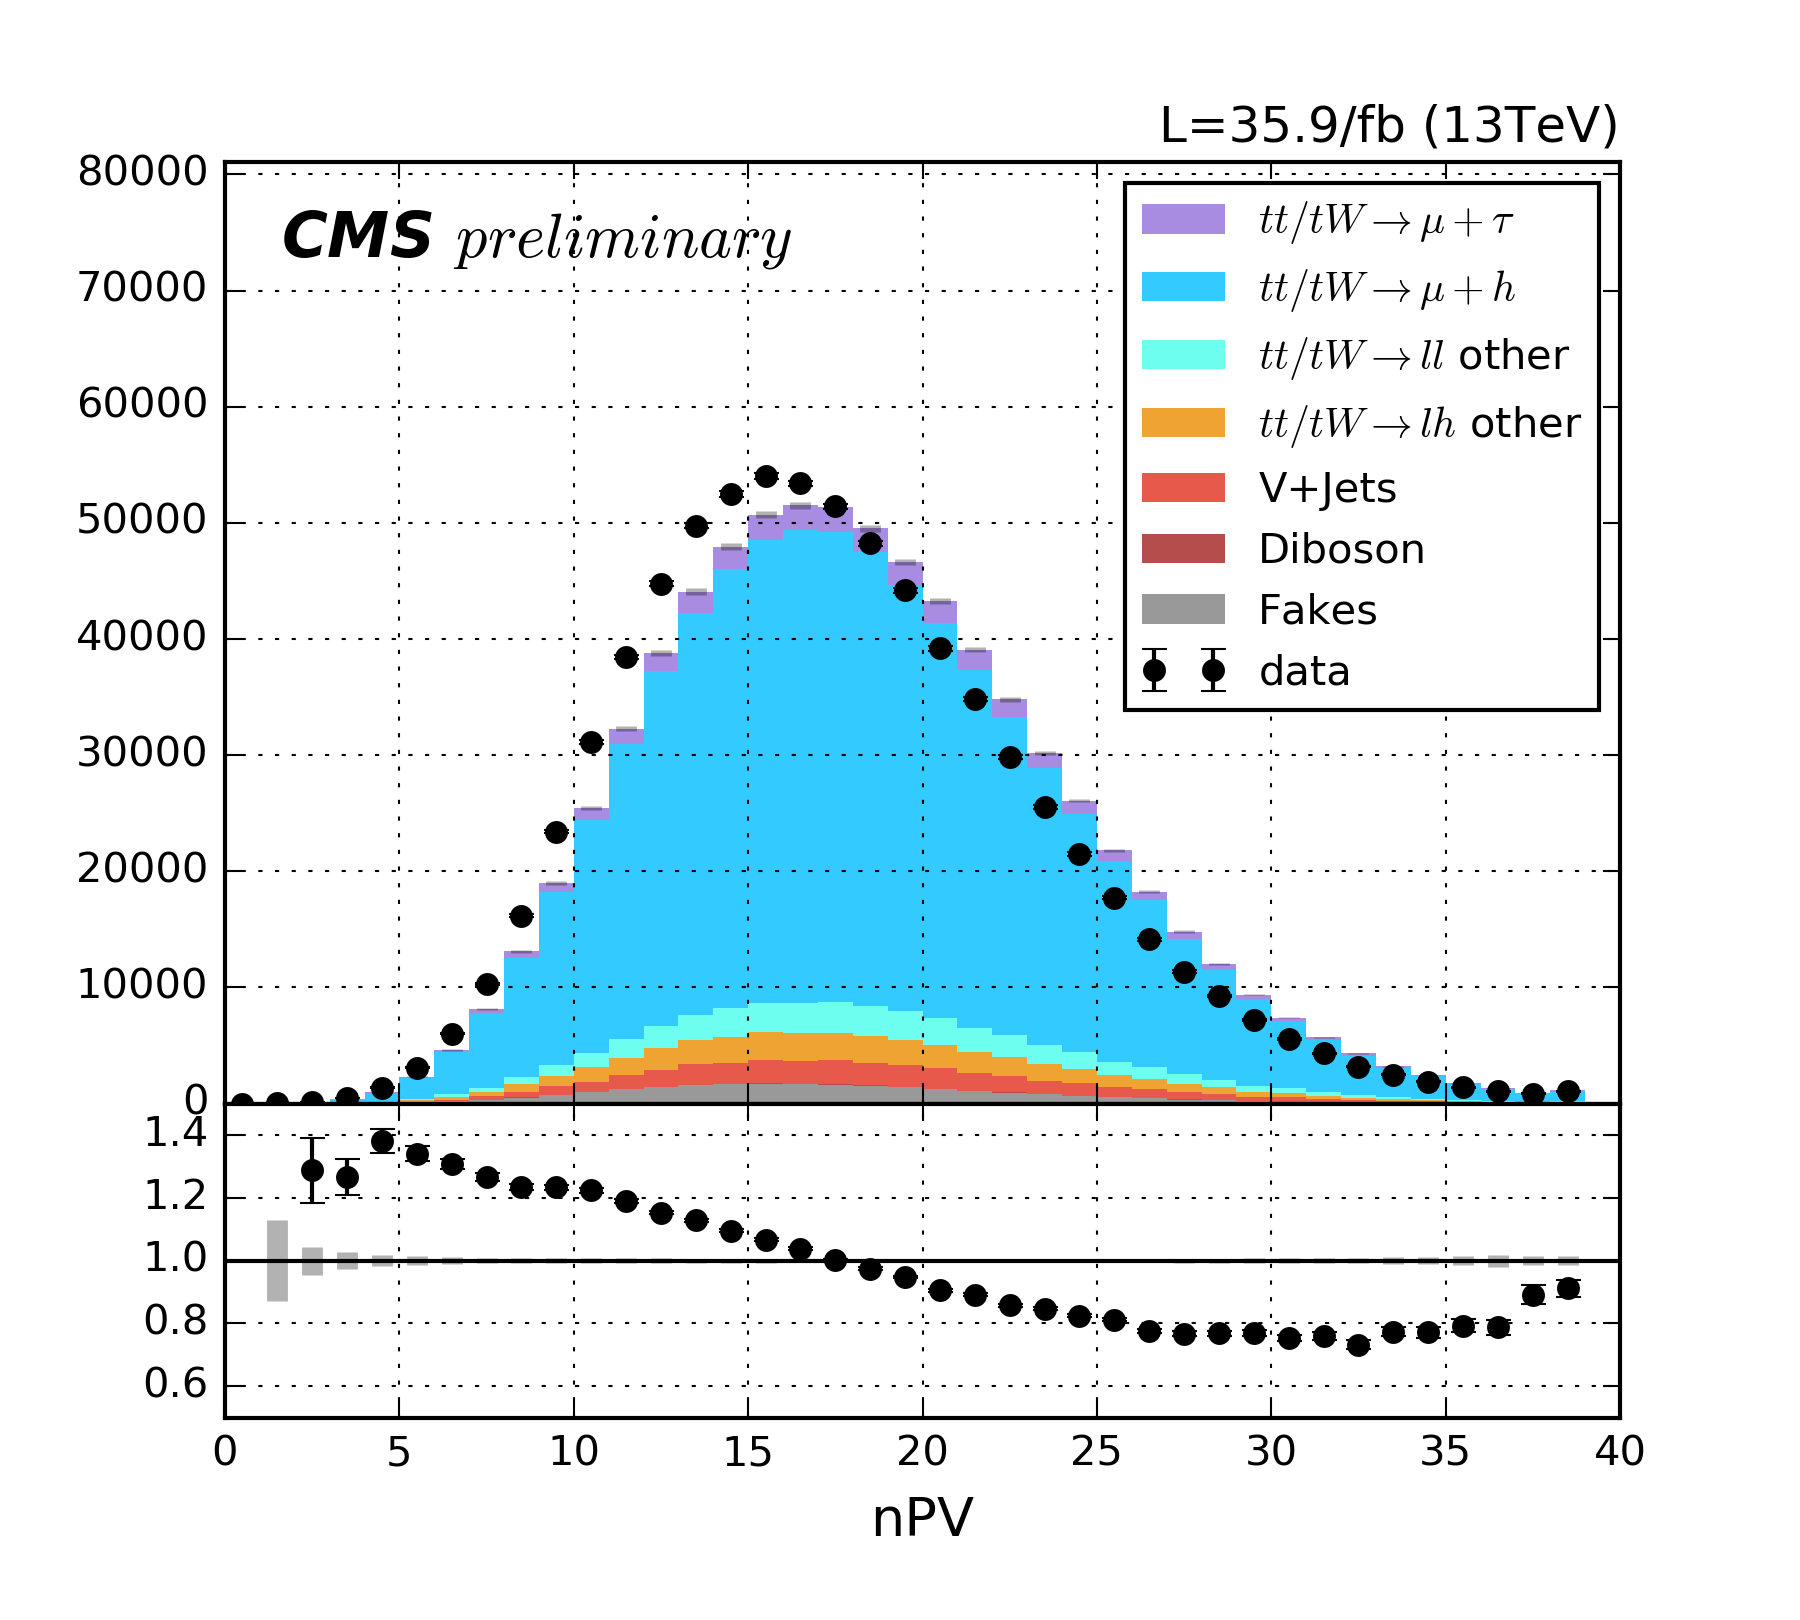 L=35.9/fb (13TeV)
CMS preliminary
80000
70000
60000
50000
40000
30000
20000
10000
0
tt/tW→μ+τ
tt/tW→μ+h
tt/tW→ll other
tt/tW→lh other
V+Jets
Diboson
Fakes
data
1.4
1.2
1.0
0.8
0.6
0 5 10 15 20 25 30 35 40
nPV